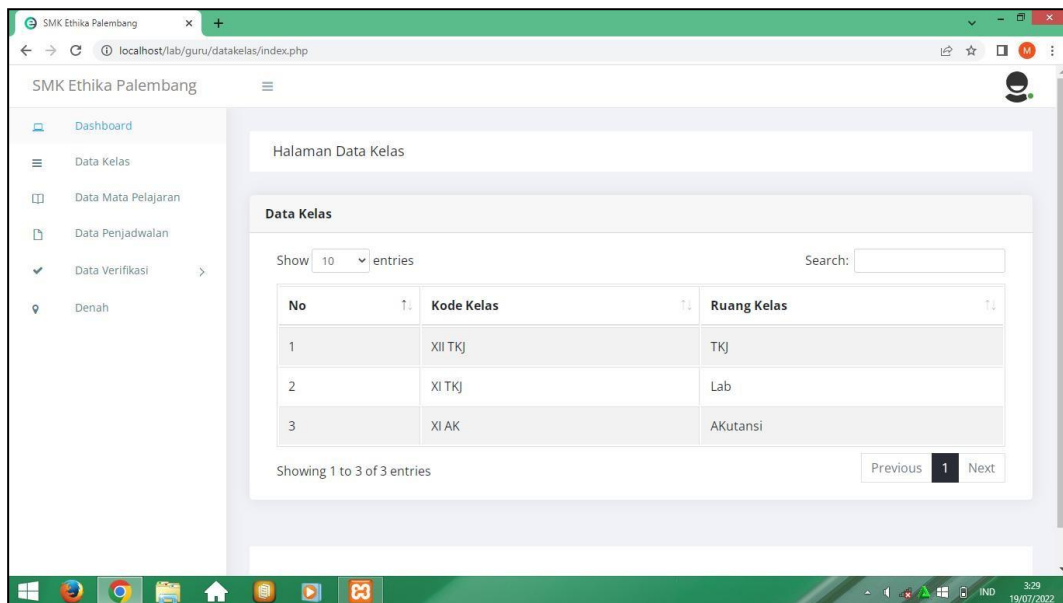 SMK Ethika Palembang
localhost/lab/guru/datakelas/index.php
M
SMK Ethika Palembang
Dashboard
Data Kelas
Data Mata Pelajaran
Data Penjadwalan
Data Verifikasi
Denah
Halaman Data Kelas
Data Kelas
Show 10 entries Search:
No Kode Kelas Ruang Kelas
1 XII TKJ TKJ
2 XI TKJ Lab
3 XI AK AKutansi
Showing 1 to 3 of 3 entries Previous 1 Next
IND 3:29
19/07/2022